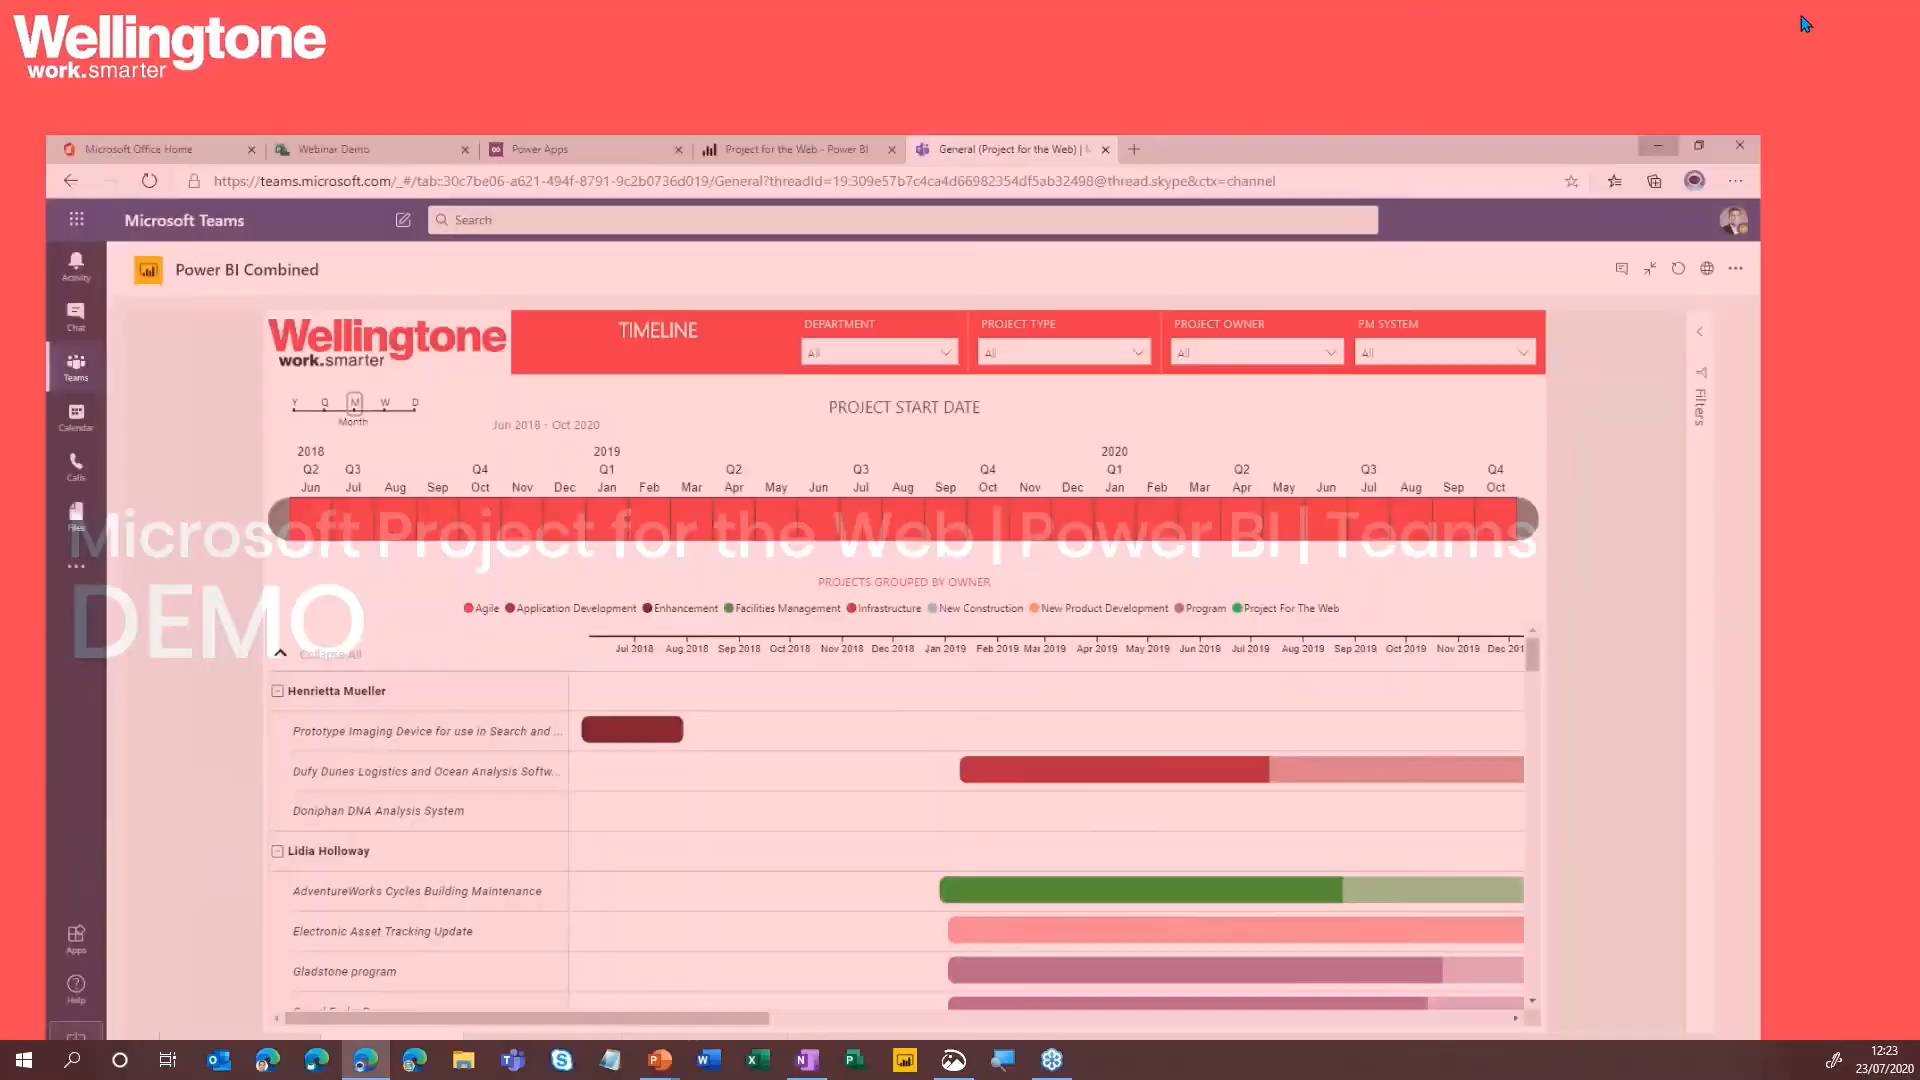 Wellingtone
work.smarter
Microsoft Office Home
Webinar Demo
Power Apps
Project for the Web - Power BI
General (Project for the Web) |
https://teams.microsoft.com/_#/tab::30c7be06-a621-494f-8791-9c2b0736d019/General?threadId=19:309e57b7c4ca4d66982354df5ab32498@thread.skype&ctx=channel
Microsoft Teams
Search
Activity
Chat
Teams
Calendar
Calls
Files
Apps
Help
Power BI Combined
Wellingtone
work.smarter
TIMELINE
DEPARTMENT
PROJECT TYPE
PROJECT OWNER
PM SYSTEM
All
All
All
All
Filters
Y Q M W D
Month
Jun 2018 - Oct 2020
PROJECT START DATE
2018 2019 2020
Q2 Q3 Q4 Q1 Q2 Q3 Q4 Q1 Q2 Q3 Q4
Jun Jul Aug Sep Oct Nov Dec Jan Feb Mar Apr May Jun Jul Aug Sep Oct Nov Dec Jan Feb Mar Apr May Jun Jul Aug Sep Oct
Microsoft Project for the Web | Power BI | Teams
DEMO
PROJECTS GROUPED BY OWNER
Agile Application Development Enhancement Facilities Management Infrastructure New Construction New Product Development Program Project For The Web
Collapse All
Jul 2018 Aug 2018 Sep 2018 Oct 2018 Nov 2018 Dec 2018 Jan 2019 Feb 2019 Mar 2019 Apr 2019 May 2019 Jun 2019 Jul 2019 Aug 2019 Sep 2019 Oct 2019 Nov 2019 Dec 201
Henrietta Mueller
Prototype Imaging Device for use in Search and ...
Dufy Dunes Logistics and Ocean Analysis Softw...
Doniphan DNA Analysis System
Lidia Holloway
AdventureWorks Cycles Building Maintenance
Electronic Asset Tracking Update
Gladstone program
12:23
23/07/2020